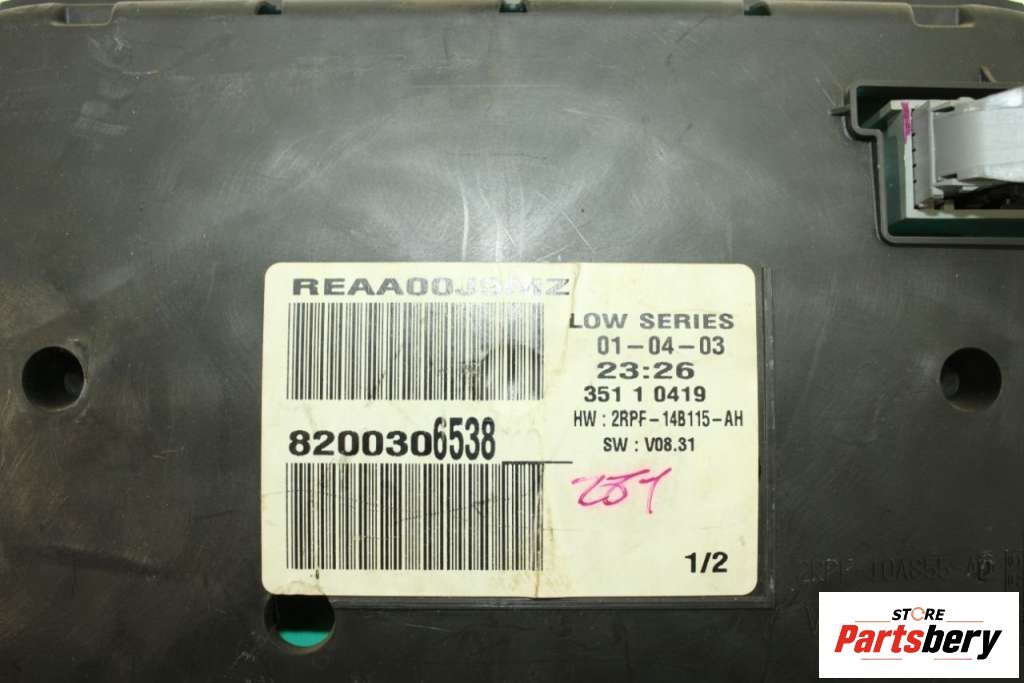 REAA00J9AMZ
LOW SERIES
01-04-03
23:26
351 1 0419
HW : 2RPF-14B115-AH
8200306538
SW : V08.31
1/2
STORE
Partsbery